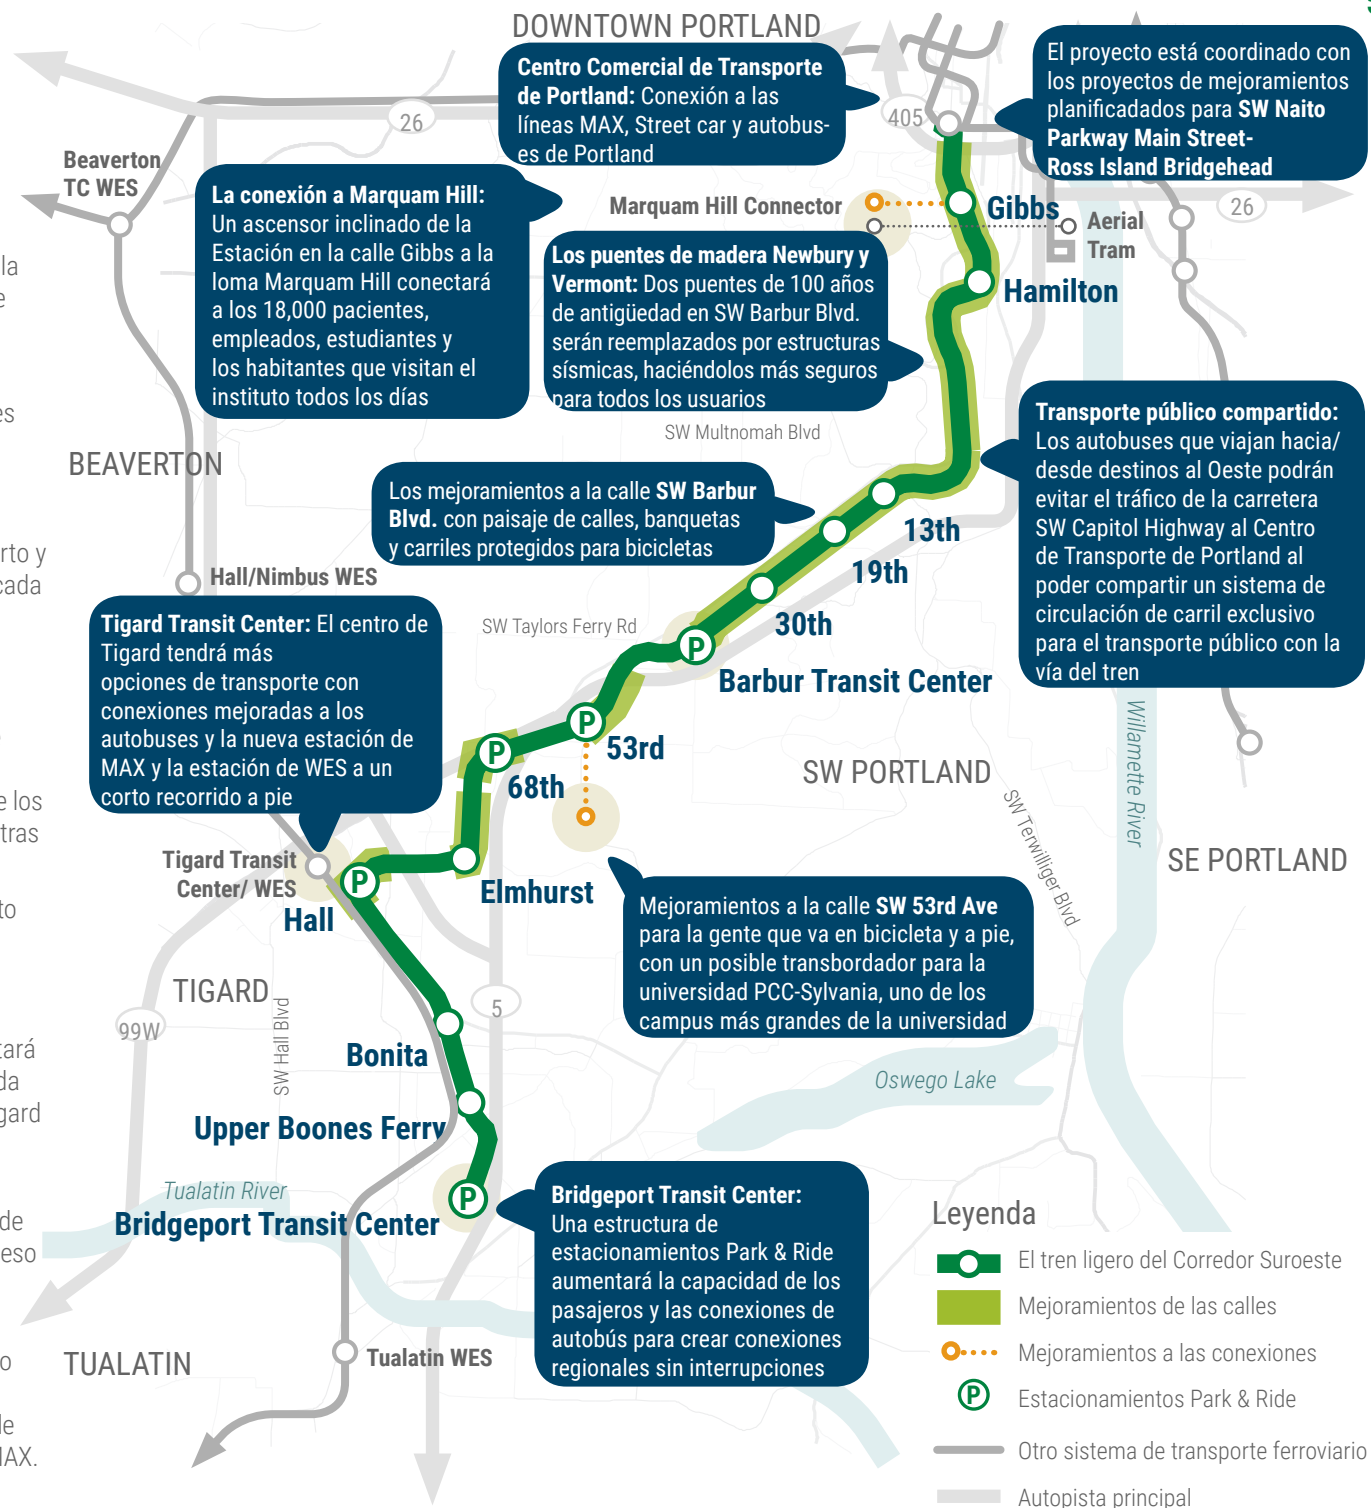 DOWNTOWN PORTLAND
Centro Comercial de Transporte
de Portland: Conexión a las
líneas MAX, Street car y autobus-
es de Portland
El proyecto está coordinado con
los proyectos de mejoramientos
planificadados para SW Naito
Parkway Main Street-
Ross Island Bridgehead
26
405
26
Beaverton
TC WES
La conexión a Marquam Hill:
Un ascensor inclinado de la
Estación en la calle Gibbs a la
loma Marquam Hill conectará
a los 18,000 pacientes,
empleados, estudiantes y
los habitantes que visitan el
instituto todos los días
Marquam Hill Connector
Gibbs
Aerial
Tram
Hamilton
Los puentes de madera Newbury y
Vermont: Dos puentes de 100 años
de antigüedad en SW Barbur Blvd.
serán reemplazados por estructuras
sísmicas, haciéndolos más seguros
para todos los usuarios
la
e
es
SW Multnomah Blvd
BEAVERTON
Transporte público compartido:
Los autobuses que viajan hacia/
desde destinos al Oeste podrán
evitar el tráfico de la carretera
SW Capitol Highway al Centro
de Transporte de Portland al
poder compartir un sistema de
circulación de carril exclusivo
para el transporte público con la
vía del tren
Los mejoramientos a la calle SW Barbur
Blvd. con paisaje de calles, banquetas
y carriles protegidos para bicicletas
13th
19th
30th
Barbur Transit Center
rto y
cada
Hall/Nimbus WES
SW Taylors Ferry Rd
Tigard Transit Center: El centro de
Tigard tendrá más
opciones de transporte con
conexiones mejoradas a los
autobuses y la nueva estación de
MAX y la estación de WES a un
corto recorrido a pie
P
P
53rd
P
68th
SW PORTLAND
Willamette River
SW Terwilliger Blvd
SE PORTLAND
e los
tras
to
Tigard Transit
Center/ WES
P
Hall
Elmhurst
Mejoramientos a la calle SW 53rd Ave
para la gente que va en bicicleta y a pie,
con un posible transbordador para la
universidad PCC-Sylvania, uno de los
campus más grandes de la universidad
TIGARD
99W
SW Hall Blvd
5
Bonita
Oswego Lake
tará
da
gard
Upper Boones Ferry
Tualatin River
P
Bridgeport Transit Center
de
eso
Bridgeport Transit Center:
Una estructura de
estacionamientos Park & Ride
aumentará la capacidad de los
pasajeros y las conexiones de
autobús para crear conexiones
regionales sin interrupciones
TUALATIN
Tualatin WES
o
de
MAX.
Leyenda
El tren ligero del Corredor Suroeste
Mejoramientos de las calles
Mejoramientos a las conexiones
P
Estacionamientos Park & Ride
Otro sistema de transporte ferroviario
Autopista principal